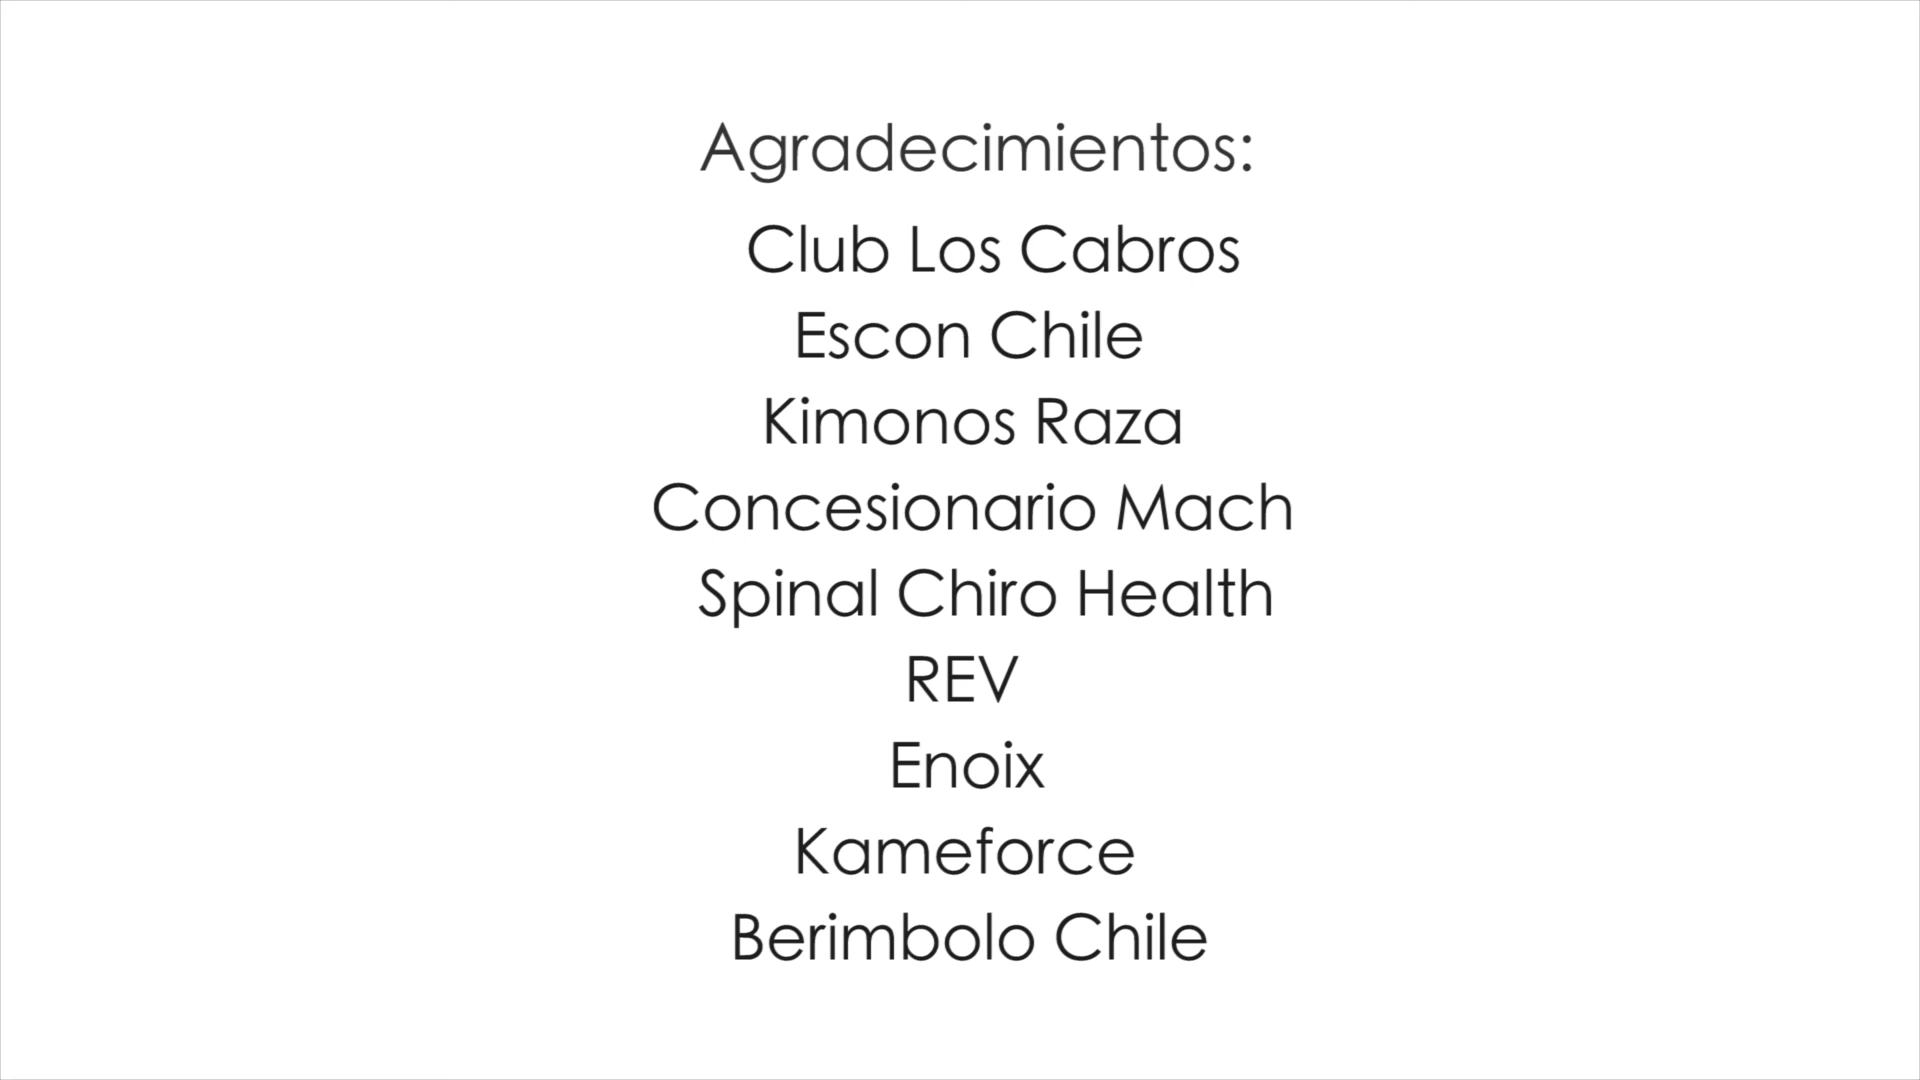 Agradecimientos:
Club Los Cabros
Escon Chile
Kimonos Raza
Concesionario Mach
Spinal Chiro Health
REV
Enoix
Kameforce
Berimbolo Chile